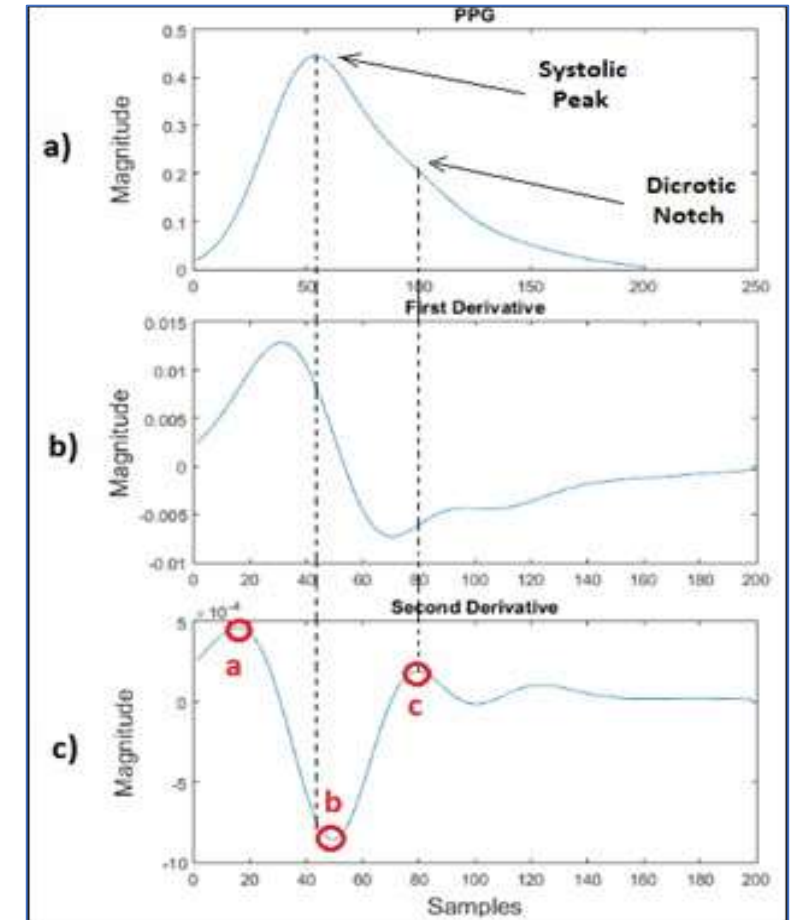 PPG
0.5
0.4
0.3
0.2
0.1
0
Magnitude
a)
Systolic
Peak
Dicrotic
Notch
0 50 100 150 200 250
First Derivative
0.015
0.01
0.005
0
-0.005
-0.01
Magnitude
b)
0 20 40 60 80 100 120 140 160 180 200
× 10-4
Second Derivative
5
0
-5
-10
Magnitude
c)
a
b
c
0 20 40 60 80 100 120 140 160 180 200
Samples